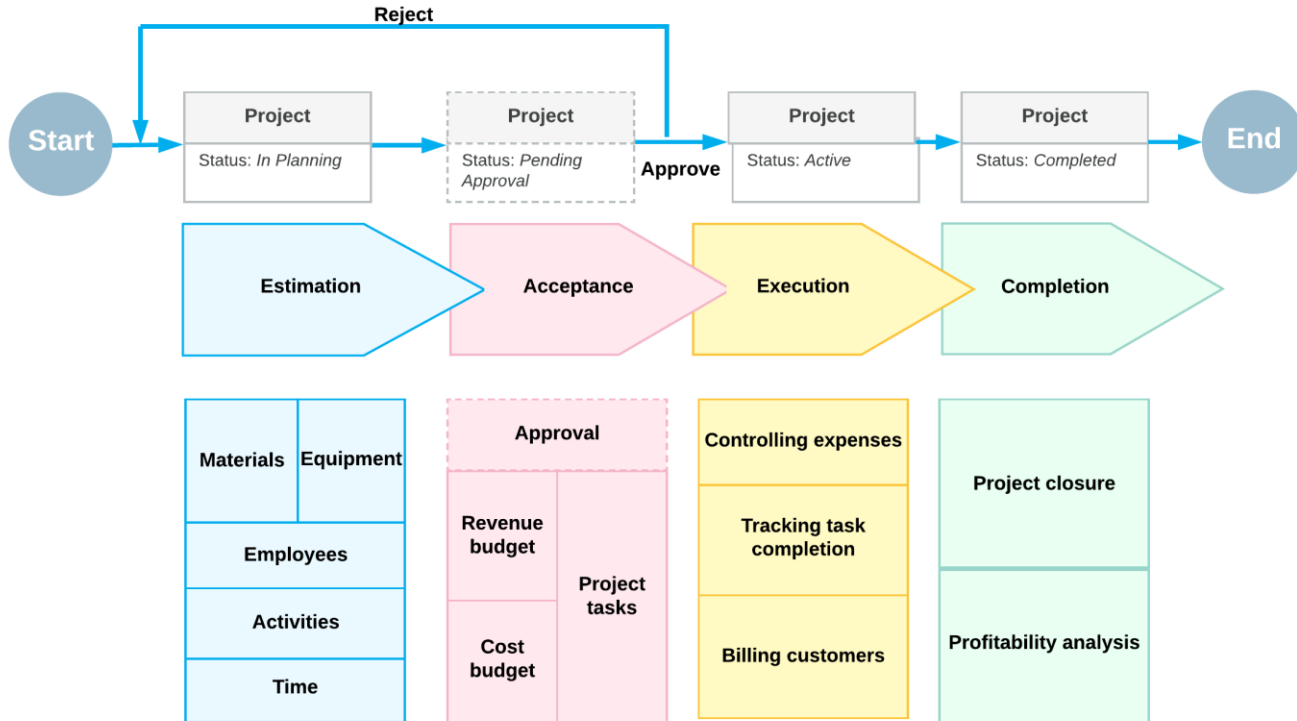 Reject
Start
Project
Status: In Planning
Project
Status: Pending
Approval
Approve
Project
Status: Active
Project
Status: Completed
End
Estimation
Acceptance
Execution
Completion
Materials
Equipment
Employees
Activities
Time
Approval
Revenue
budget
Cost
budget
Project
tasks
Controlling expenses
Tracking task
completion
Billing customers
Project closure
Profitability analysis